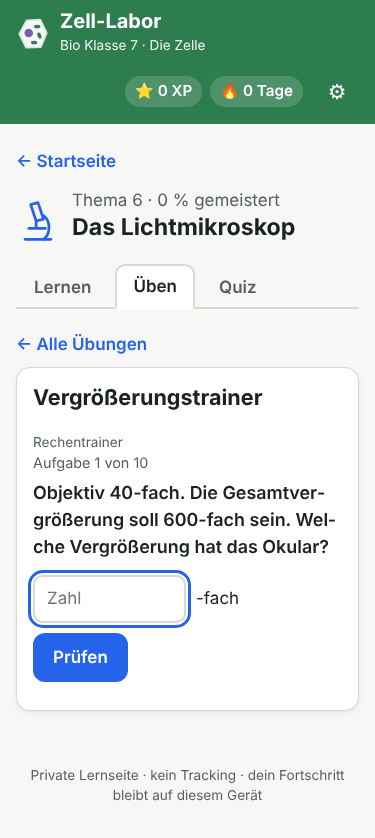 Zell-Labor
Bio Klasse 7 · Die Zelle
⭐ 0 XP
🔥 0 Tage
⚙
← Startseite
Thema 6 · 0 % gemeistert
Das Lichtmikroskop
Lernen
Üben
Quiz
← Alle Übungen
Vergrößerungstrainer
Rechentrainer
Aufgabe 1 von 10
Objektiv 40-fach. Die Gesamtver-
größerung soll 600-fach sein. Wel-
che Vergrößerung hat das Okular?
Zahl -fach
Prüfen
Private Lernseite · kein Tracking · dein Fortschritt
bleibt auf diesem Gerät